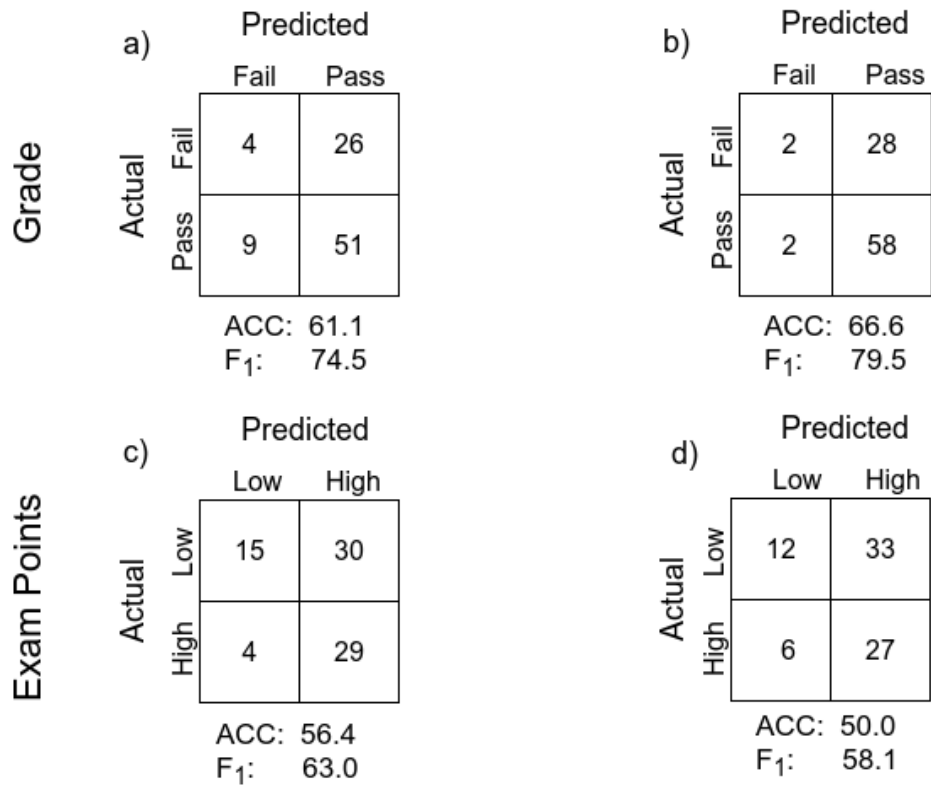 Grade
a)
Predicted
Fail Pass
Actual
Fail 4 26
Pass 9 51
ACC: 61.1
F1: 74.5
b)
Predicted
Fail Pass
Actual
Fail 2 28
Pass 2 58
ACC: 66.6
F1: 79.5
Exam Points
c)
Predicted
Low High
Actual
Low 15 30
High 4 29
ACC: 56.4
F1: 63.0
d)
Predicted
Low High
Actual
Low 12 33
High 6 27
ACC: 50.0
F1: 58.1